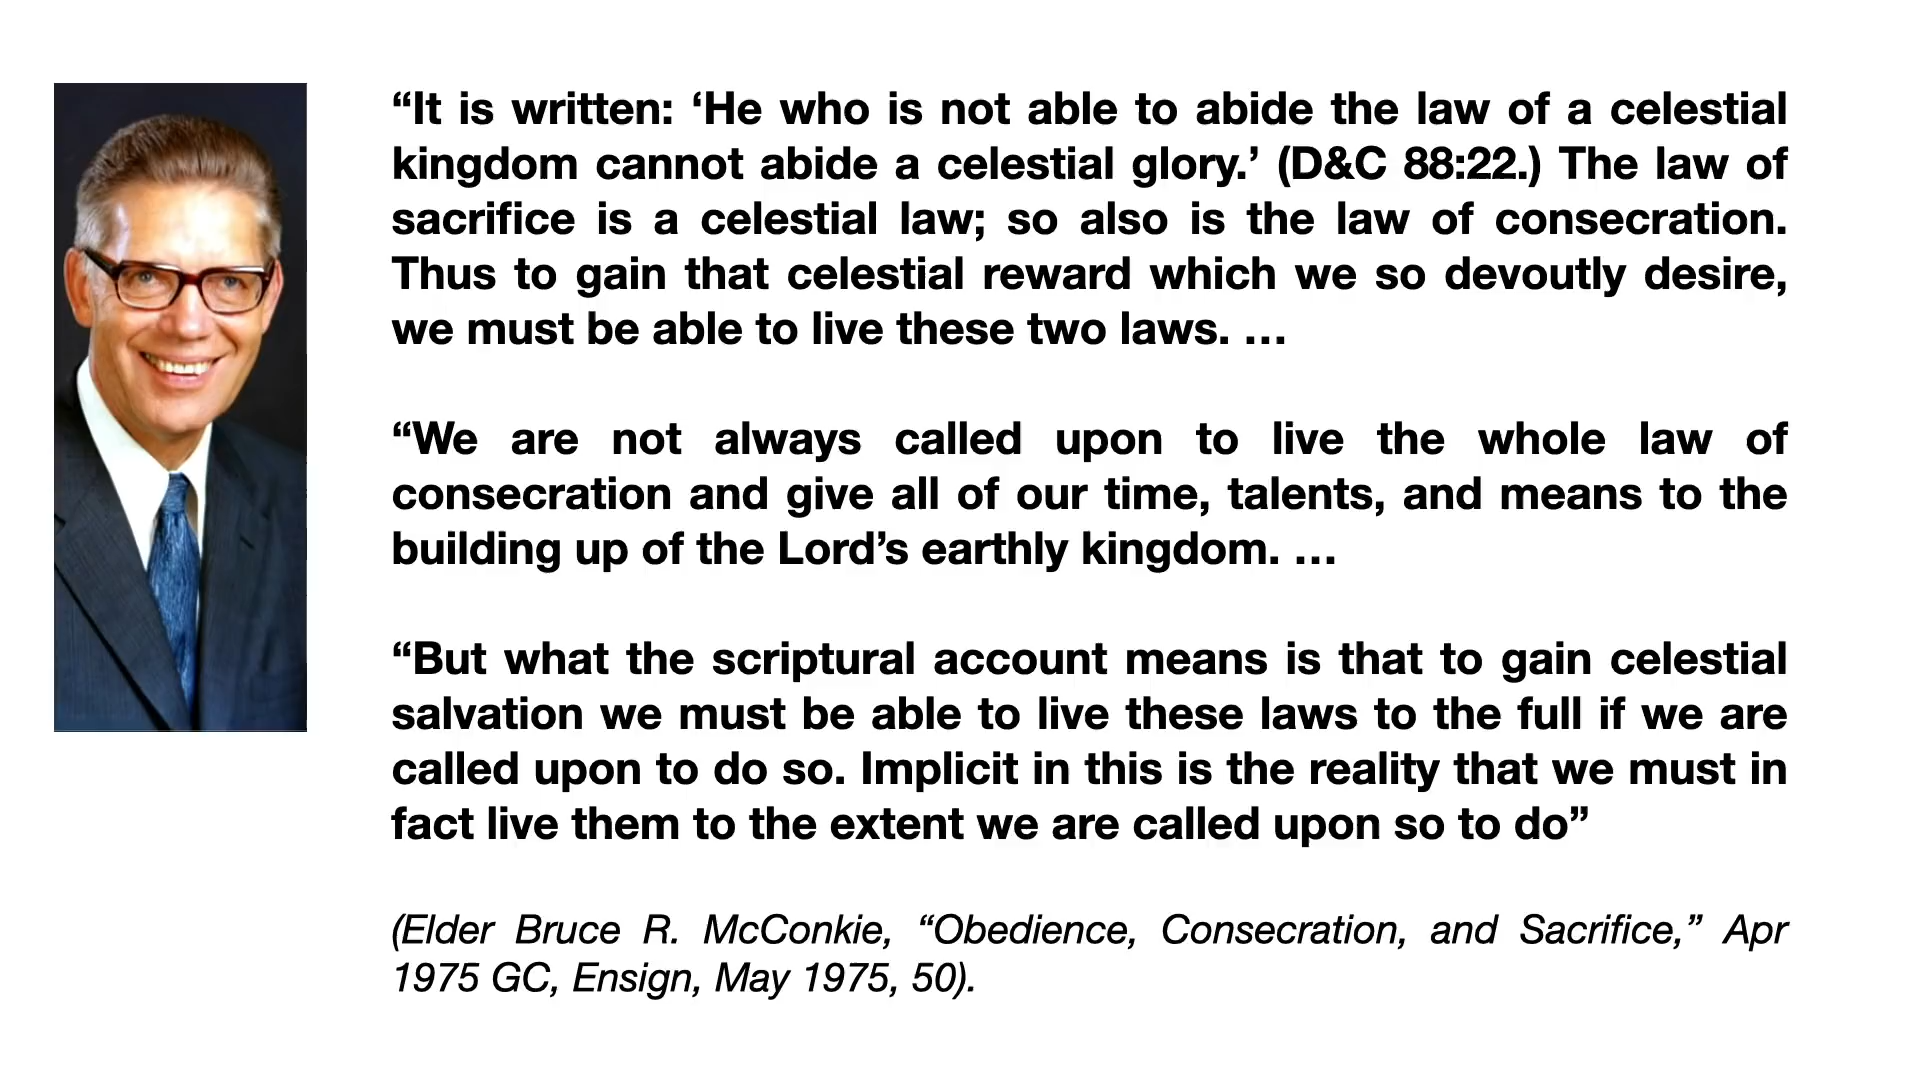 “It is written: ‘He who is not able to abide the law of a celestial
kingdom cannot abide a celestial glory.’ (D&C 88:22.) The law of
sacrifice is a celestial law; so also is the law of consecration.
Thus to gain that celestial reward which we so devoutly desire,
we must be able to live these two laws. …
“We are not always called upon to live the whole law of
consecration and give all of our time, talents, and means to the
building up of the Lord’s earthly kingdom. …
“But what the scriptural account means is that to gain celestial
salvation we must be able to live these laws to the full if we are
called upon to do so. Implicit in this is the reality that we must in
fact live them to the extent we are called upon so to do”
(Elder Bruce R. McConkie, “Obedience, Consecration, and Sacrifice,” Apr
1975 GC, Ensign, May 1975, 50).